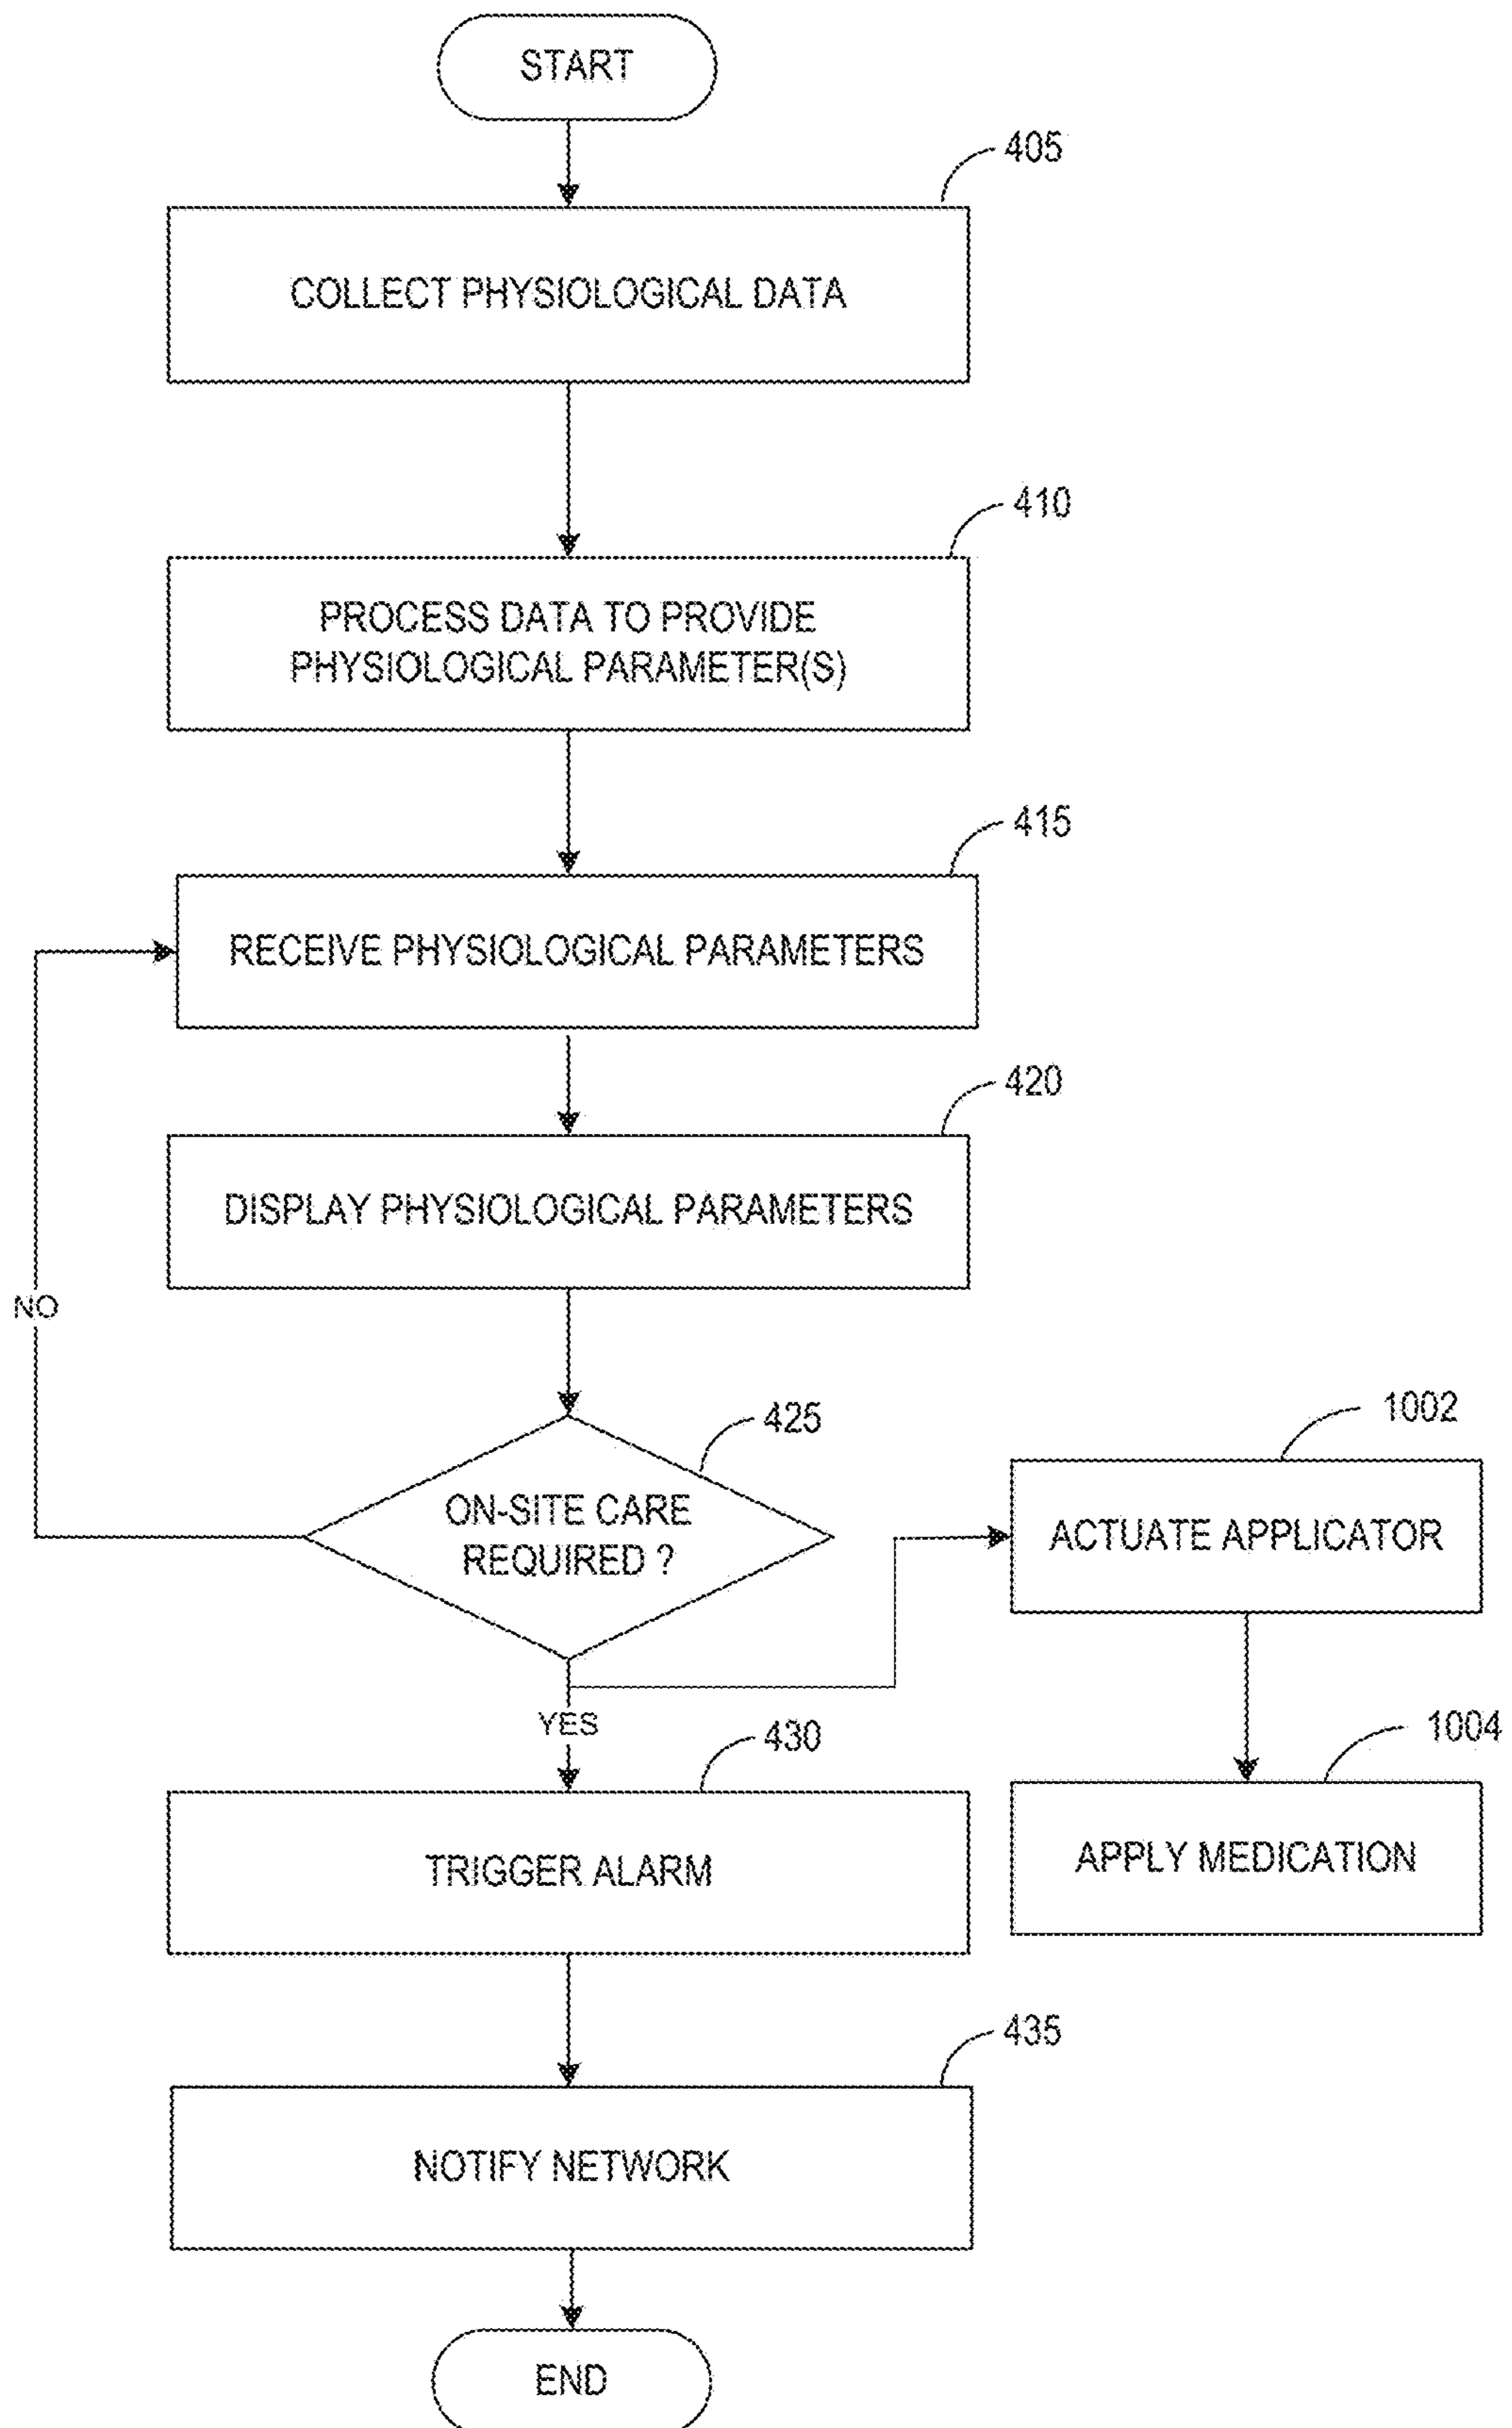 START
405
COLLECT PHYSIOLOGICAL DATA
410
PROCESS DATA TO PROVIDE
PHYSIOLOGICAL PARAMETER(S)
415
RECEIVE PHYSIOLOGICAL PARAMETERS
420
DISPLAY PHYSIOLOGICAL PARAMETERS
NO
425
ON-SITE CARE
REQUIRED ?
1002
ACTUATE APPLICATOR
YES
430
TRIGGER ALARM
1004
APPLY MEDICATION
435
NOTIFY NETWORK
END